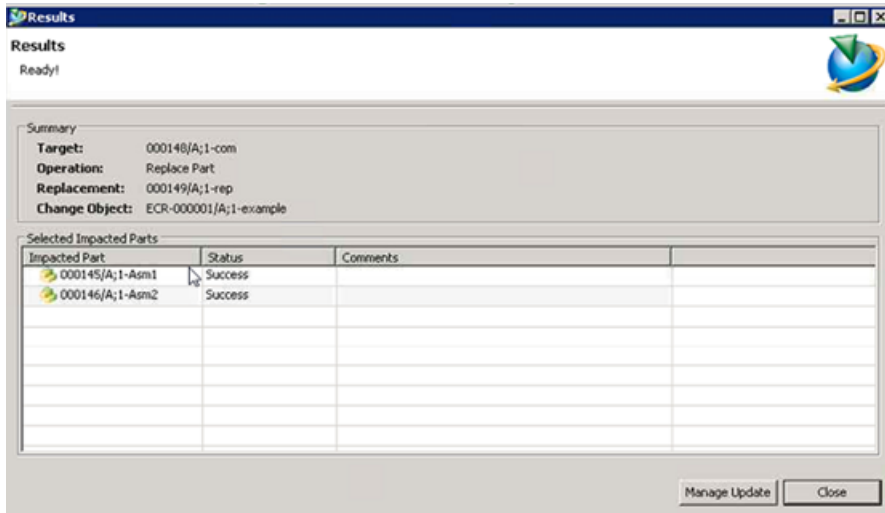 Results
Results
Ready!
Summary
Target: 000148/A;1-com
Operation: Replace Part
Replacement: 000149/A;1-rep
Change Object: ECR-000001/A;1-example
Selected Impacted Parts
Impacted Part Status Comments
000145/A;1-Asm1 Success
000146/A;1-Asm2 Success
Manage Update Close